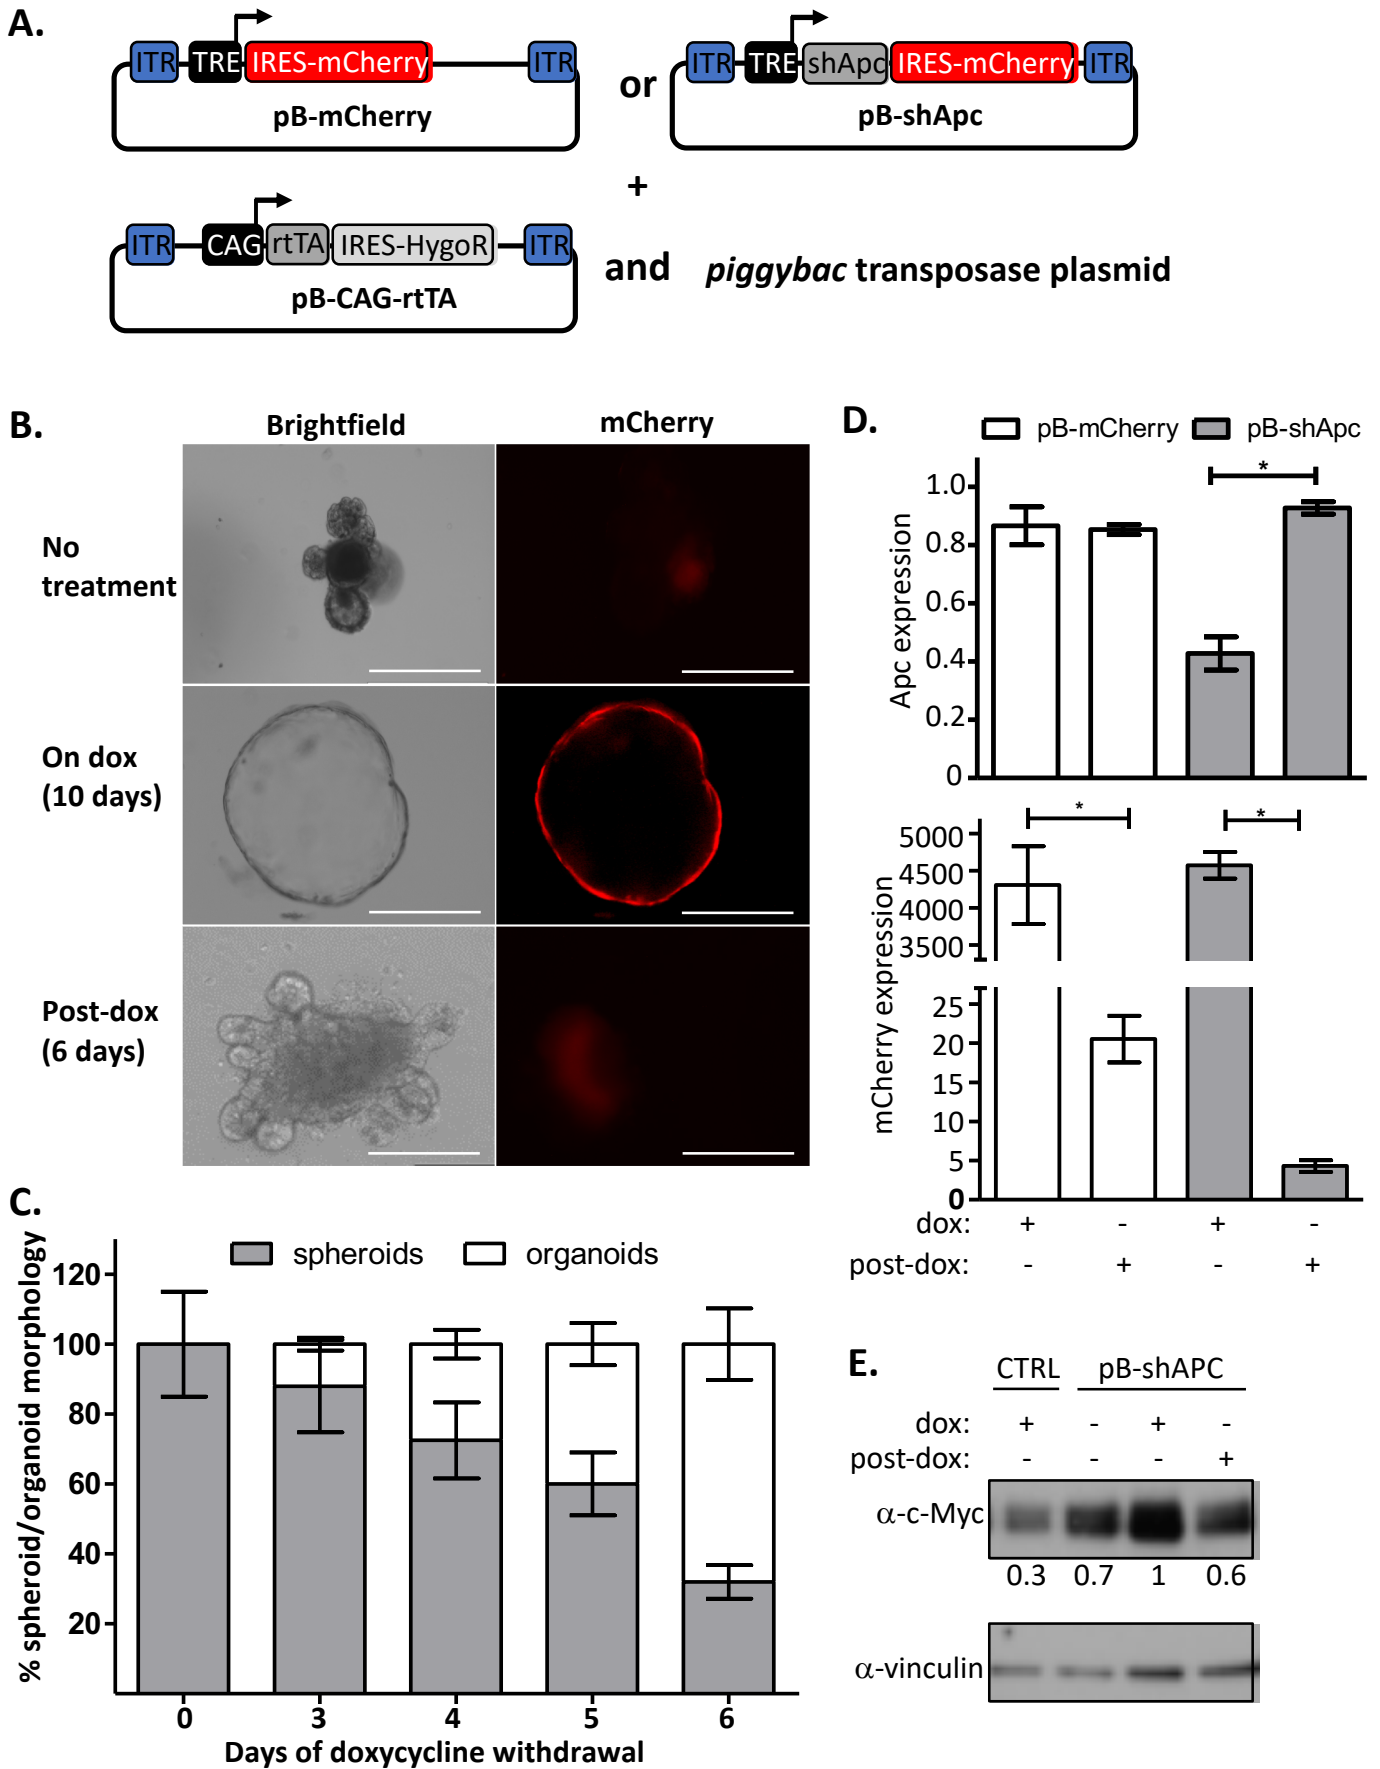 A.
ITR TRE IRES-mCherry ITR
pB-mCherry
or
ITR TRE shApc IRES-mCherry ITR
pB-shApc
+
ITR CAG rtTA IRES-HygoR ITR
pB-CAG-rtTA
and piggybac transposase plasmid
B.
Brightfield mCherry
No
treatment
On dox
(10 days)
Post-dox
(6 days)
C.
% spheroid/organoid morphology
spheroids organoids
120
100
80
60
40
20
0 3 4 5 6
Days of doxycycline withdrawal
D.
pB-mCherry pB-shApc
Apc expression
1.0
0.8
0.6
0.4
0.2
0
*
mCherry expression
5000
4500
4000
3500
25
20
15
10
5
0
* *
dox: + - + -
post-dox: - + - +
E.
CTRL pB-shAPC
dox: + - + -
post-dox: - - - +
α-c-Myc
0.3 0.7 1 0.6
α-vinculin